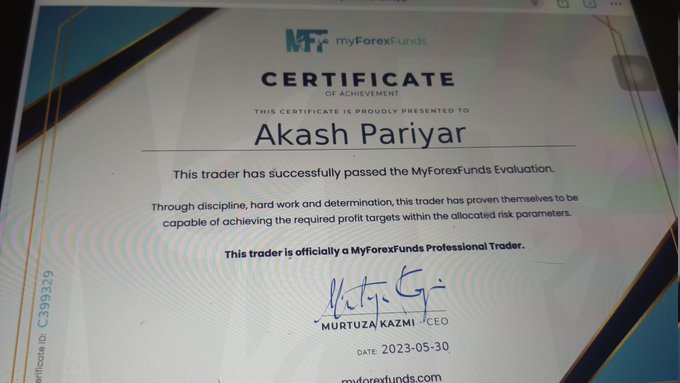 MFF myForexFunds
CERTIFICATE
OF ACHIEVEMENT
THIS CERTIFICATE IS PROUDLY PRESENTED TO
Akash Pariyar
This trader has successfully passed the MyForexFunds Evaluation.
Through discipline, hard work and determination, this trader has proven themselves to be
capable of achieving the required profit targets within the allocated risk parameters.
This trader is officially a MyForexFunds Professional Trader.
MURTUZA KAZMI - CEO
DATE: 2023-05-30
myforexfunds.com
erificate ID: C399329